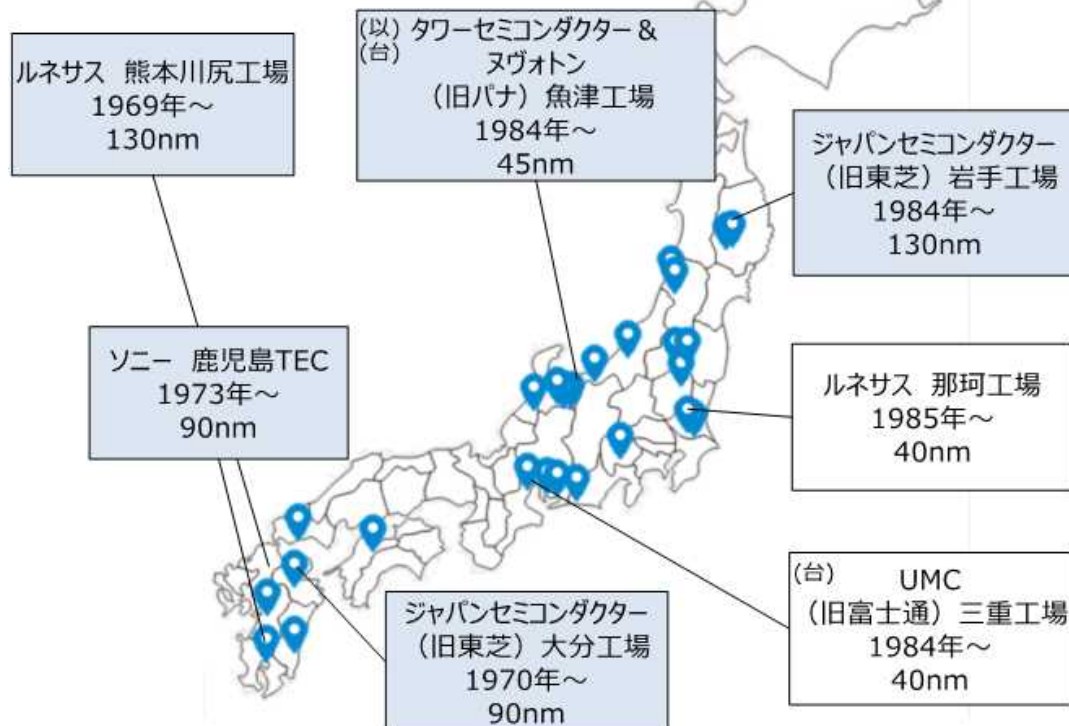 ルネサス 熊本川尻工場
1969年～
130nm
(以) タワーセミコンダクター &
(台)
ヌヴォトン
(旧パナ) 魚津工場
1984年～
45nm
ジャパンセミコンダクター
(旧東芝) 岩手工場
1984年～
130nm
ソニー 鹿児島TEC
1973年～
90nm
ルネサス 那珂工場
1985年～
40nm
ジャパンセミコンダクター
(旧東芝) 大分工場
1970年～
90nm
(台) UMC
(旧富士通) 三重工場
1984年～
40nm